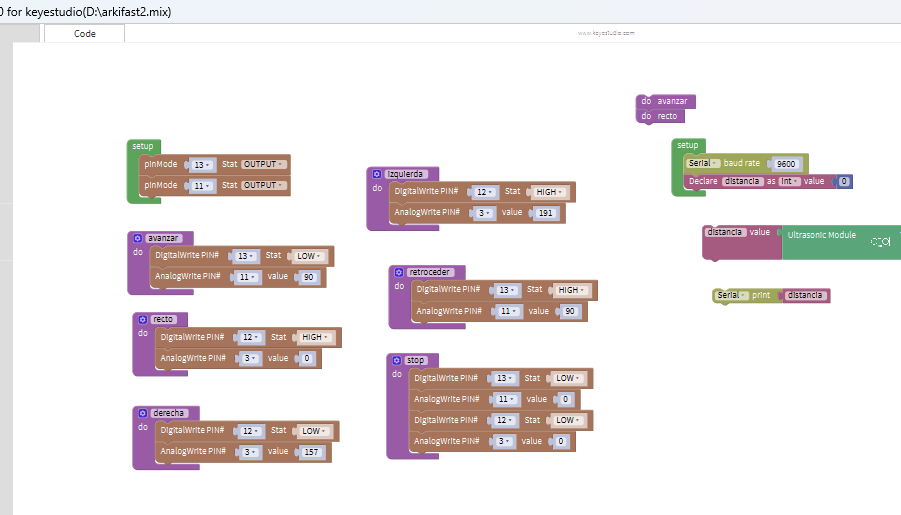 0 for keyestudio(D:\arkifast2.mix)
Code
www.keyestudio.com
do avanzar
do recto
setup
pinMode 13 Stat OUTPUT
pinMode 11 Stat OUTPUT
setup
Serial baud rate 9600
Declare distancia as int value 0
izquierda
do DigitalWrite PIN# 12 Stat HIGH
AnalogWrite PIN# 3 value 191
distancia value Ultrasonic Module
avanzar
do DigitalWrite PIN# 13 Stat LOW
AnalogWrite PIN# 11 value 90
retroceder
do DigitalWrite PIN# 13 Stat HIGH
AnalogWrite PIN# 11 value 90
Serial print distancia
recto
do DigitalWrite PIN# 12 Stat HIGH
AnalogWrite PIN# 3 value 0
stop
do DigitalWrite PIN# 13 Stat LOW
AnalogWrite PIN# 11 value 0
DigitalWrite PIN# 12 Stat LOW
AnalogWrite PIN# 3 value 0
derecha
do DigitalWrite PIN# 12 Stat LOW
AnalogWrite PIN# 3 value 157